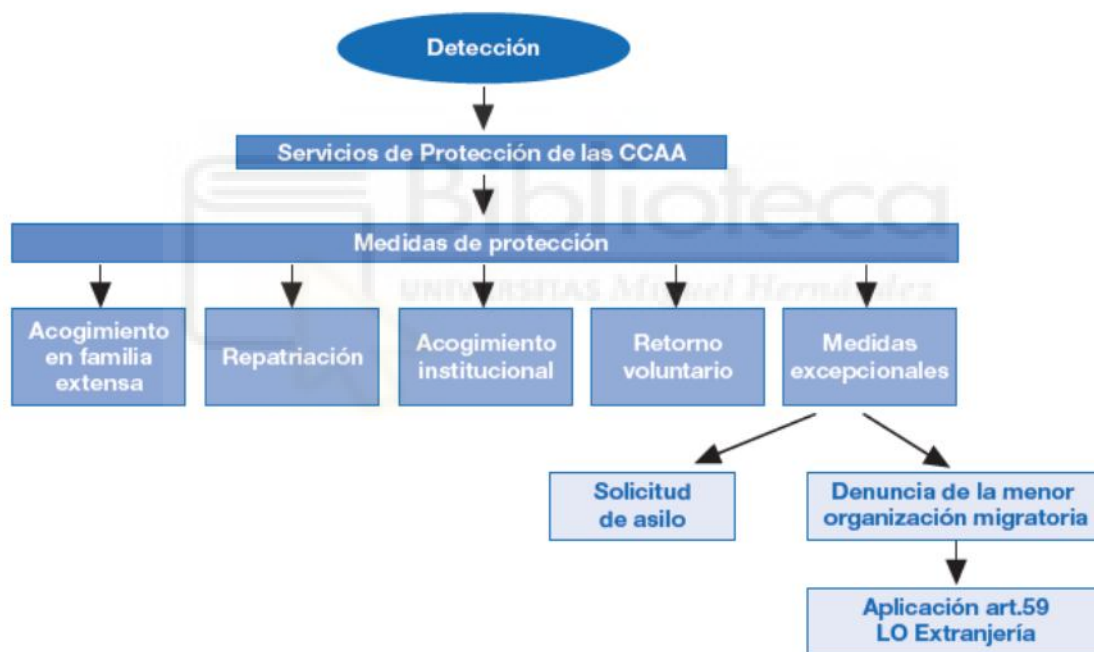 Detección
Servicios de Protección de las CCAA
Biblioteca
Medidas de protección
UNIVERSITAS Miguel Hernández
Acogimiento
en familia
extensa
Repatriación
Acogimiento
institucional
Retorno
voluntario
Medidas
excepcionales
Solicitud
de asilo
Denuncia de la menor
organización migratoria
Aplicación art.59
LO Extranjería